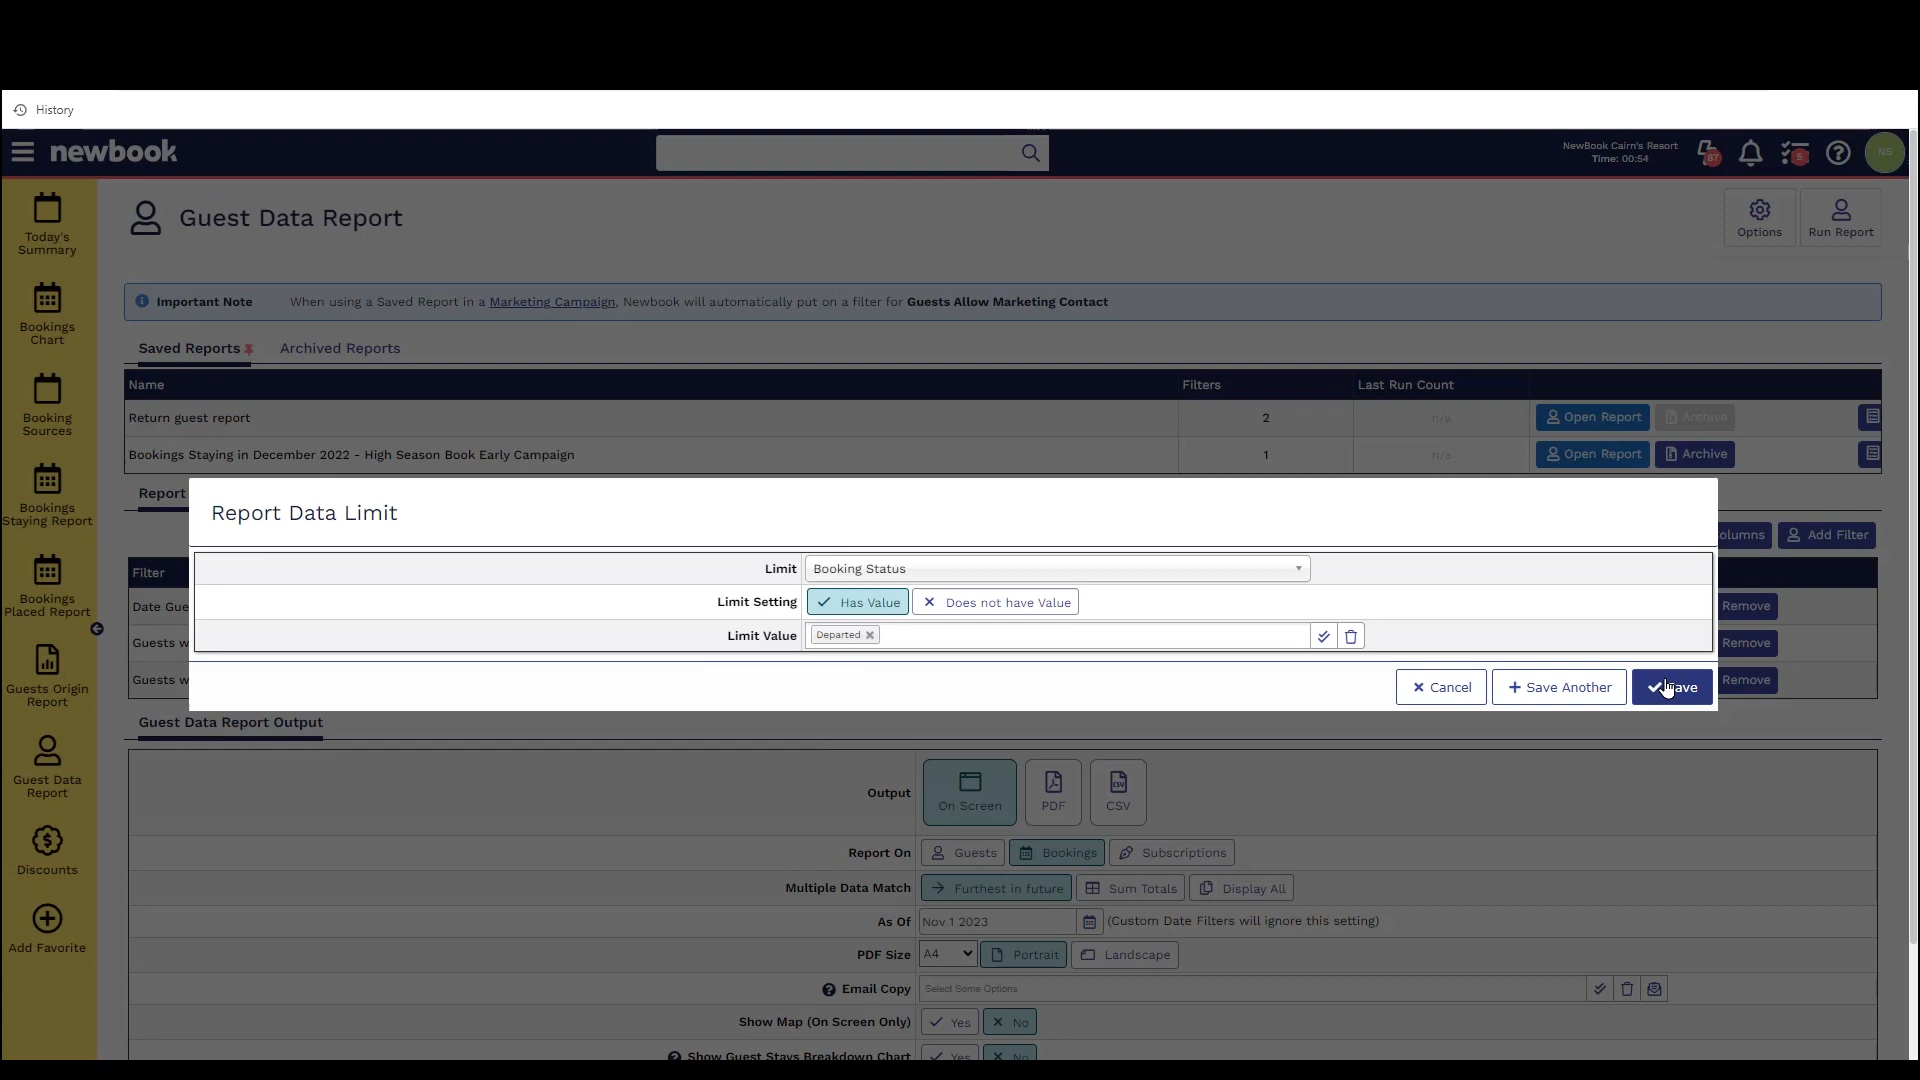 History
newbook
NewBook Cairn's Resort
Time: 00:54
87
5
NS
Today's
Summary
Bookings
Chart
Booking
Sources
Bookings
Staying Report
Bookings
Placed Report
Guests Origin
Report
Guest Data
Report
Discounts
Add Favorite
Guest Data Report
Options
Run Report
Important Note When using a Saved Report in a Marketing Campaign, Newbook will automatically put on a filter for Guests Allow Marketing Contact
Saved Reports Archived Reports
Name Filters Last Run Count
Return guest report 2 n/a Open Report Archive
Bookings Staying in December 2022 - High Season Book Early Campaign 1 n/a Open Report Archive
Report
Add Filter
Filter
Date Gue
Remove
Guests w
Remove
Guests w
Remove
Report Data Limit
Limit Booking Status
Limit Setting Has Value Does not have Value
Limit Value Departed
Cancel Save Another
Guest Data Report Output
Output On Screen PDF CSV
Report On Guests Bookings Subscriptions
Multiple Data Match Furthest in future Sum Totals Display All
As Of Nov 1 2023 (Custom Date Filters will ignore this setting)
PDF Size A4 Portrait Landscape
Email Copy Select Some Options
Show Map (On Screen Only) Yes No
Show Guest Stays Breakdown Chart Yes No